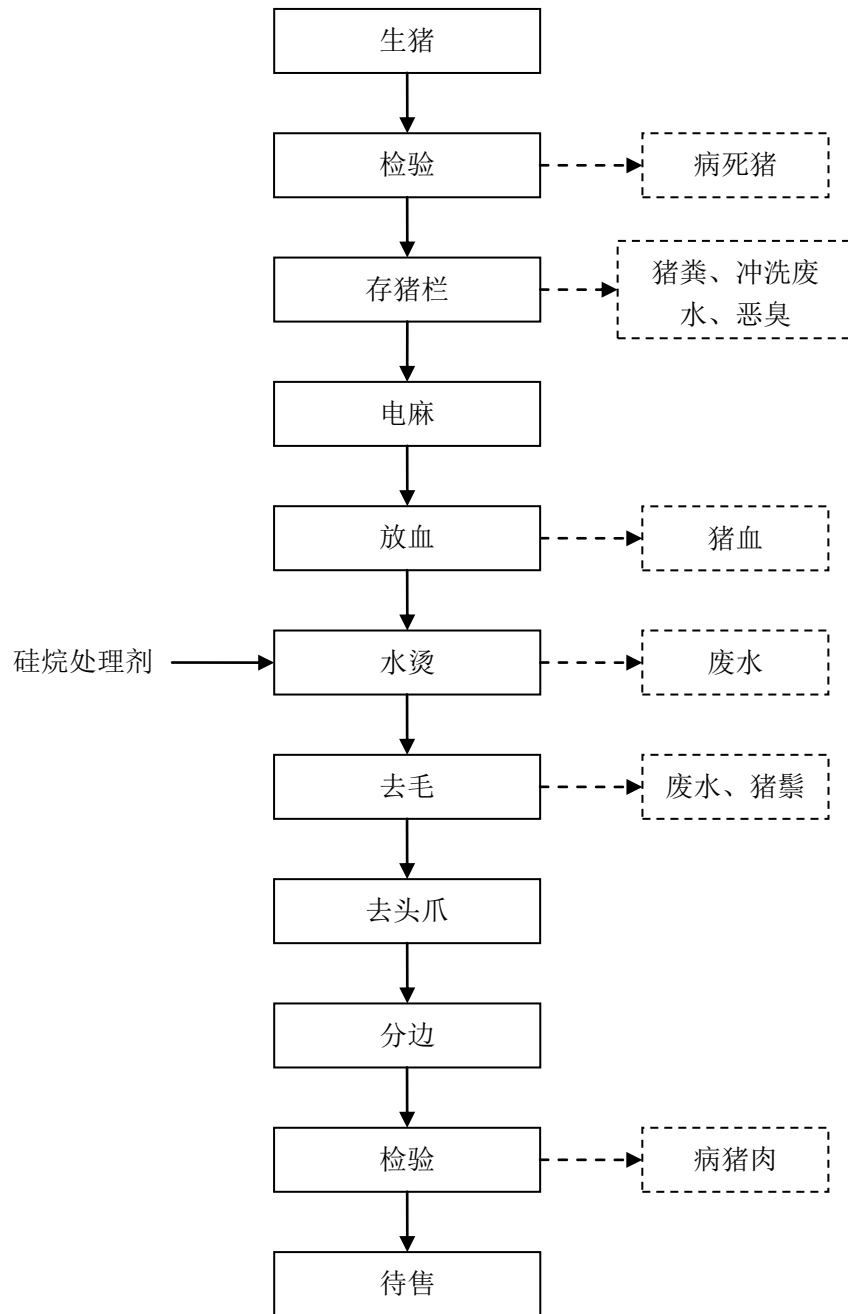 生猪
检验
病死猪
存猪栏
猪粪、冲洗废
水、恶臭
电麻
放血
猪血
硅烷处理剂
水烫
废水
去毛
废水、猪鬃
去头爪
分边
检验
病猪肉
待售